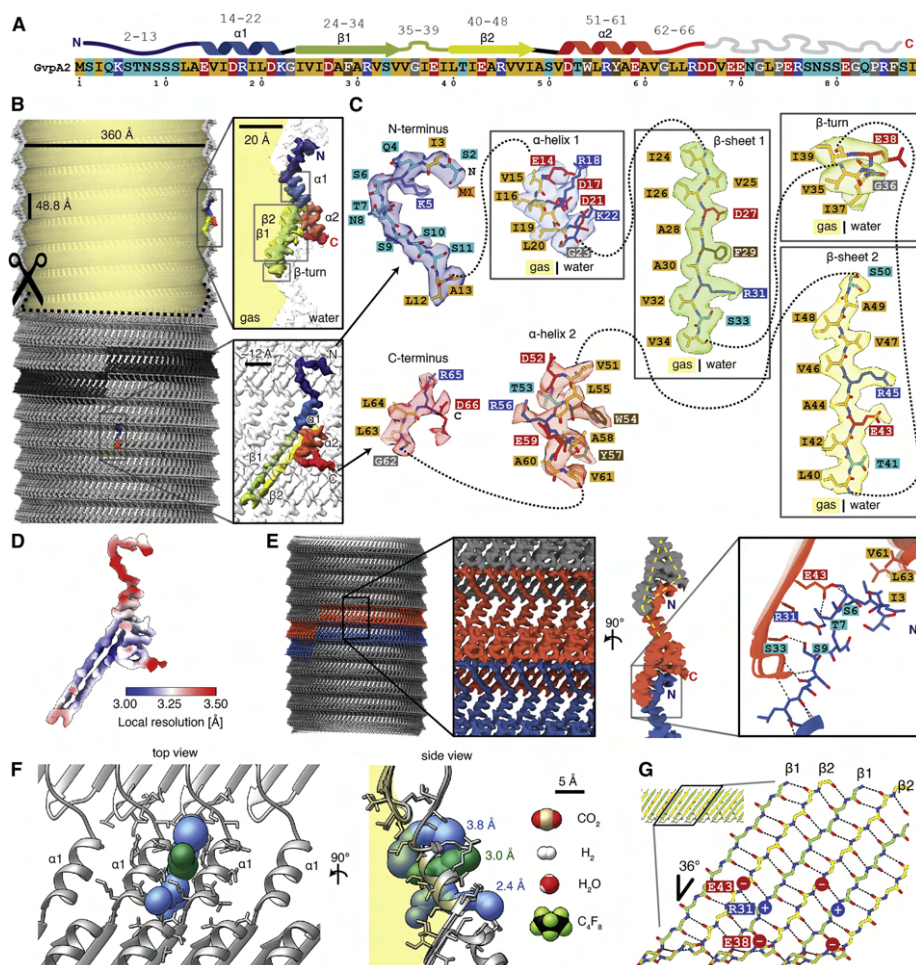 A
2–13
14–22
24–34
35–39
40–48
51–61
62–66
N
α1
β1
β2
α2
C
GvpA2 MSIQKSTNSSSLAEVIDRILDKGIVIDAFARVSVVGIEILTIEARVVIASVDTWLRYAEAVGLLRDDVEENGLPERSNSSEGQPRFSI
1 10 20 30 40 50 60 70 80
B
360 Å
48.8 Å
20 Å
N
α1
β2
β1
α2
C
β-turn
gas
water
~12 Å
N
α1
α2
β1
β2
C
C
N-terminus
I3
Q4
S2
N
S6
M1
K5
T7
N8
S10
S9
S11
L12
A13
α-helix 1
E14
R18
V15
D17
I16
D21
K22
I19
L20
G23
gas | water
β-sheet 1
I24
V25
I26
D27
A28
F29
A30
R31
V32
S33
V34
gas | water
β-turn
E38
I39
V35
G36
I37
gas | water
β-sheet 2
S50
A49
I48
V47
V46
R45
A44
E43
I42
T41
L40
gas | water
C-terminus
R65
L64
D66
C
L63
G62
α-helix 2
D52
V51
T53
L55
R56
W54
E59
A58
Y57
A60
V61
D
3.00 3.25 3.50
Local resolution [Å]
E
90°
N
C
N
V61
E43
L63
I3
R31
S6
T7
N
S33
S9
F
top view
α1
α1
α1
α1
90°
side view
3.8 Å
3.0 Å
2.4 Å
5 Å
CO2
H2
H2O
C4F8
G
β1
β2
β1
β2
36°
E43
−
R31
+
+
E38
−
−
−